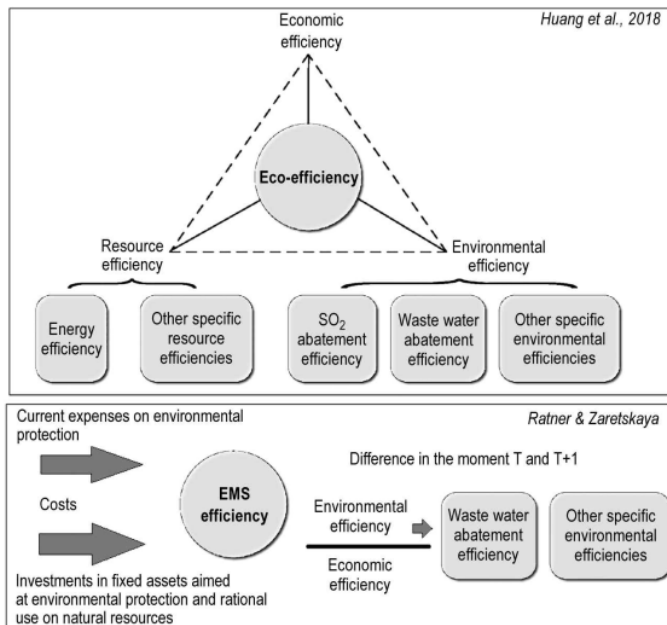 Economic
efficiency
Huang et al., 2018
Eco-efficiency
Resource
efficiency
Environmental
efficiency
Energy
efficiency
Other specific
resource
efficiencies
SO₂
abatement
efficiency
Waste water
abatement
efficiency
Other specific
environmental
efficiencies
Current expenses on environmental
protection
Ratner & Zaretskaya
Difference in the moment T and T+1
EMS
efficiency
Costs
Environmental
efficiency
Economic
efficiency
Waste water
abatement
efficiency
Other specific
environmental
efficiencies
Investments in fixed assets aimed
at environmental protection and rational
use on natural resources